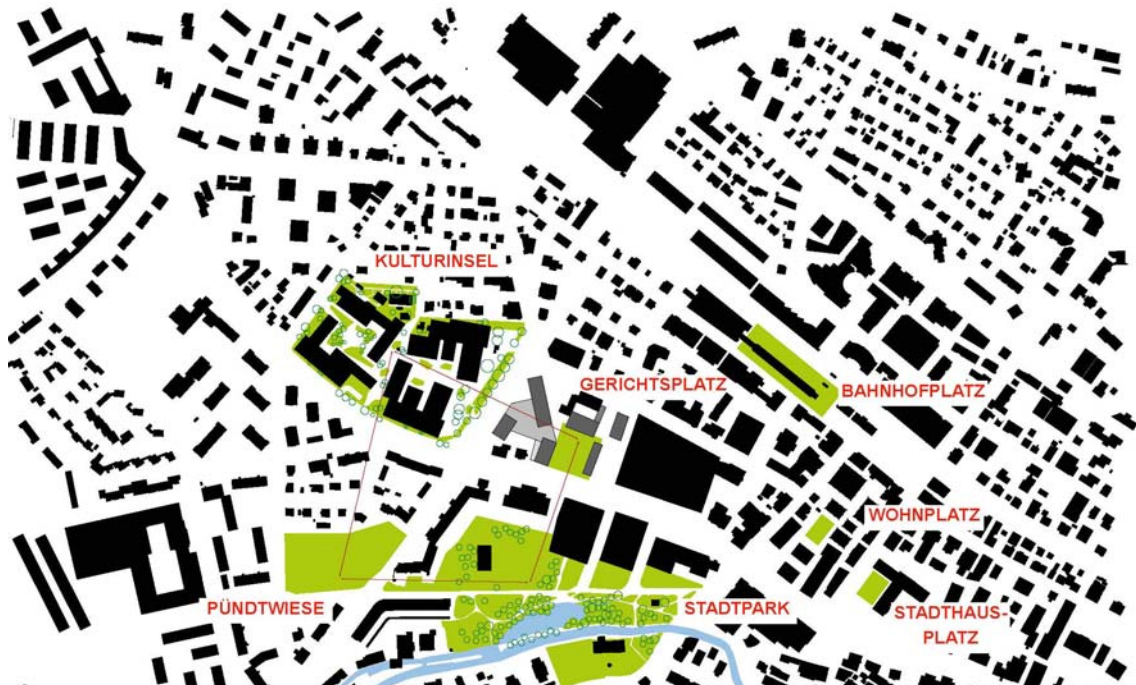 KULTURINSEL
GERICHTSPLATZ
BAHNHOFPLATZ
WOHNPLATZ
PÜNDTWIESE
STADTPARK
STADTHAUS-
PLATZ